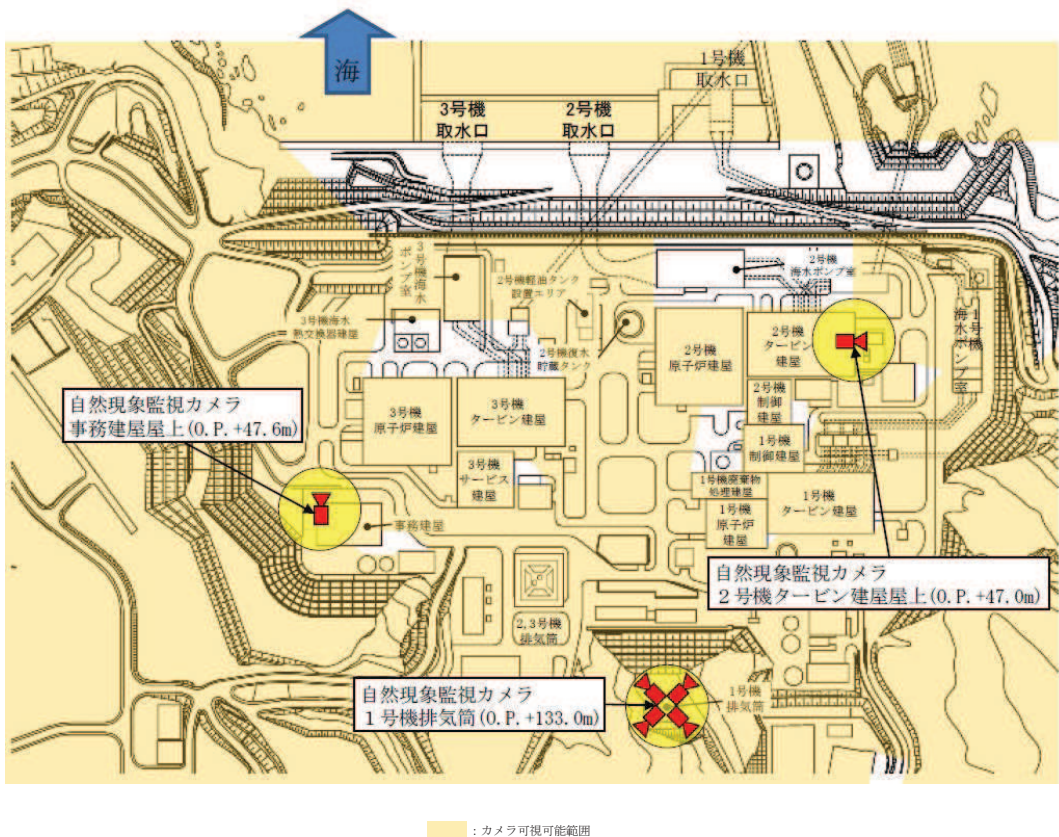 海
1号機
取水口
3号機
取水口
2号機
取水口
3号機海水
ポンプ室
2号機軽油タンク
設置エリア
2号機
海水ポンプ室
3号機海水
熱交換器建屋
2号機復水
貯蔵タンク
2号機
原子炉建屋
2号機
タービン
建屋
1号機
海水ポンプ室
自然現象監視カメラ
事務建屋屋上(O.P.+47.6m)
3号機
原子炉建屋
3号機
タービン建屋
2号機
制御
建屋
1号機
制御建屋
3号機
サービス
建屋
1号機廃棄物
処理建屋
1号機
タービン建屋
1号機
原子炉
建屋
事務建屋
自然現象監視カメラ
2号機タービン建屋屋上(O.P.+47.0m)
2,3号機
排気筒
自然現象監視カメラ
1号機排気筒(O.P.+133.0m)
1号機
排気筒
:カメラ可視可能範囲